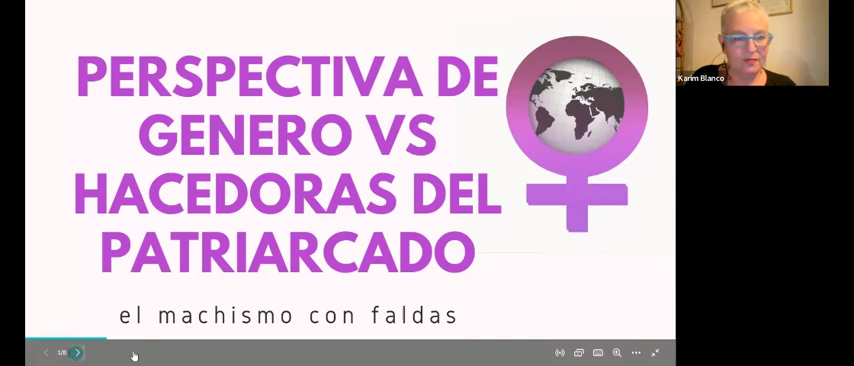 PERSPECTIVA DE
GENERO VS
HACEDORAS DEL
PATRIARCADO
el machismo con faldas
Karim Blanco
1/8